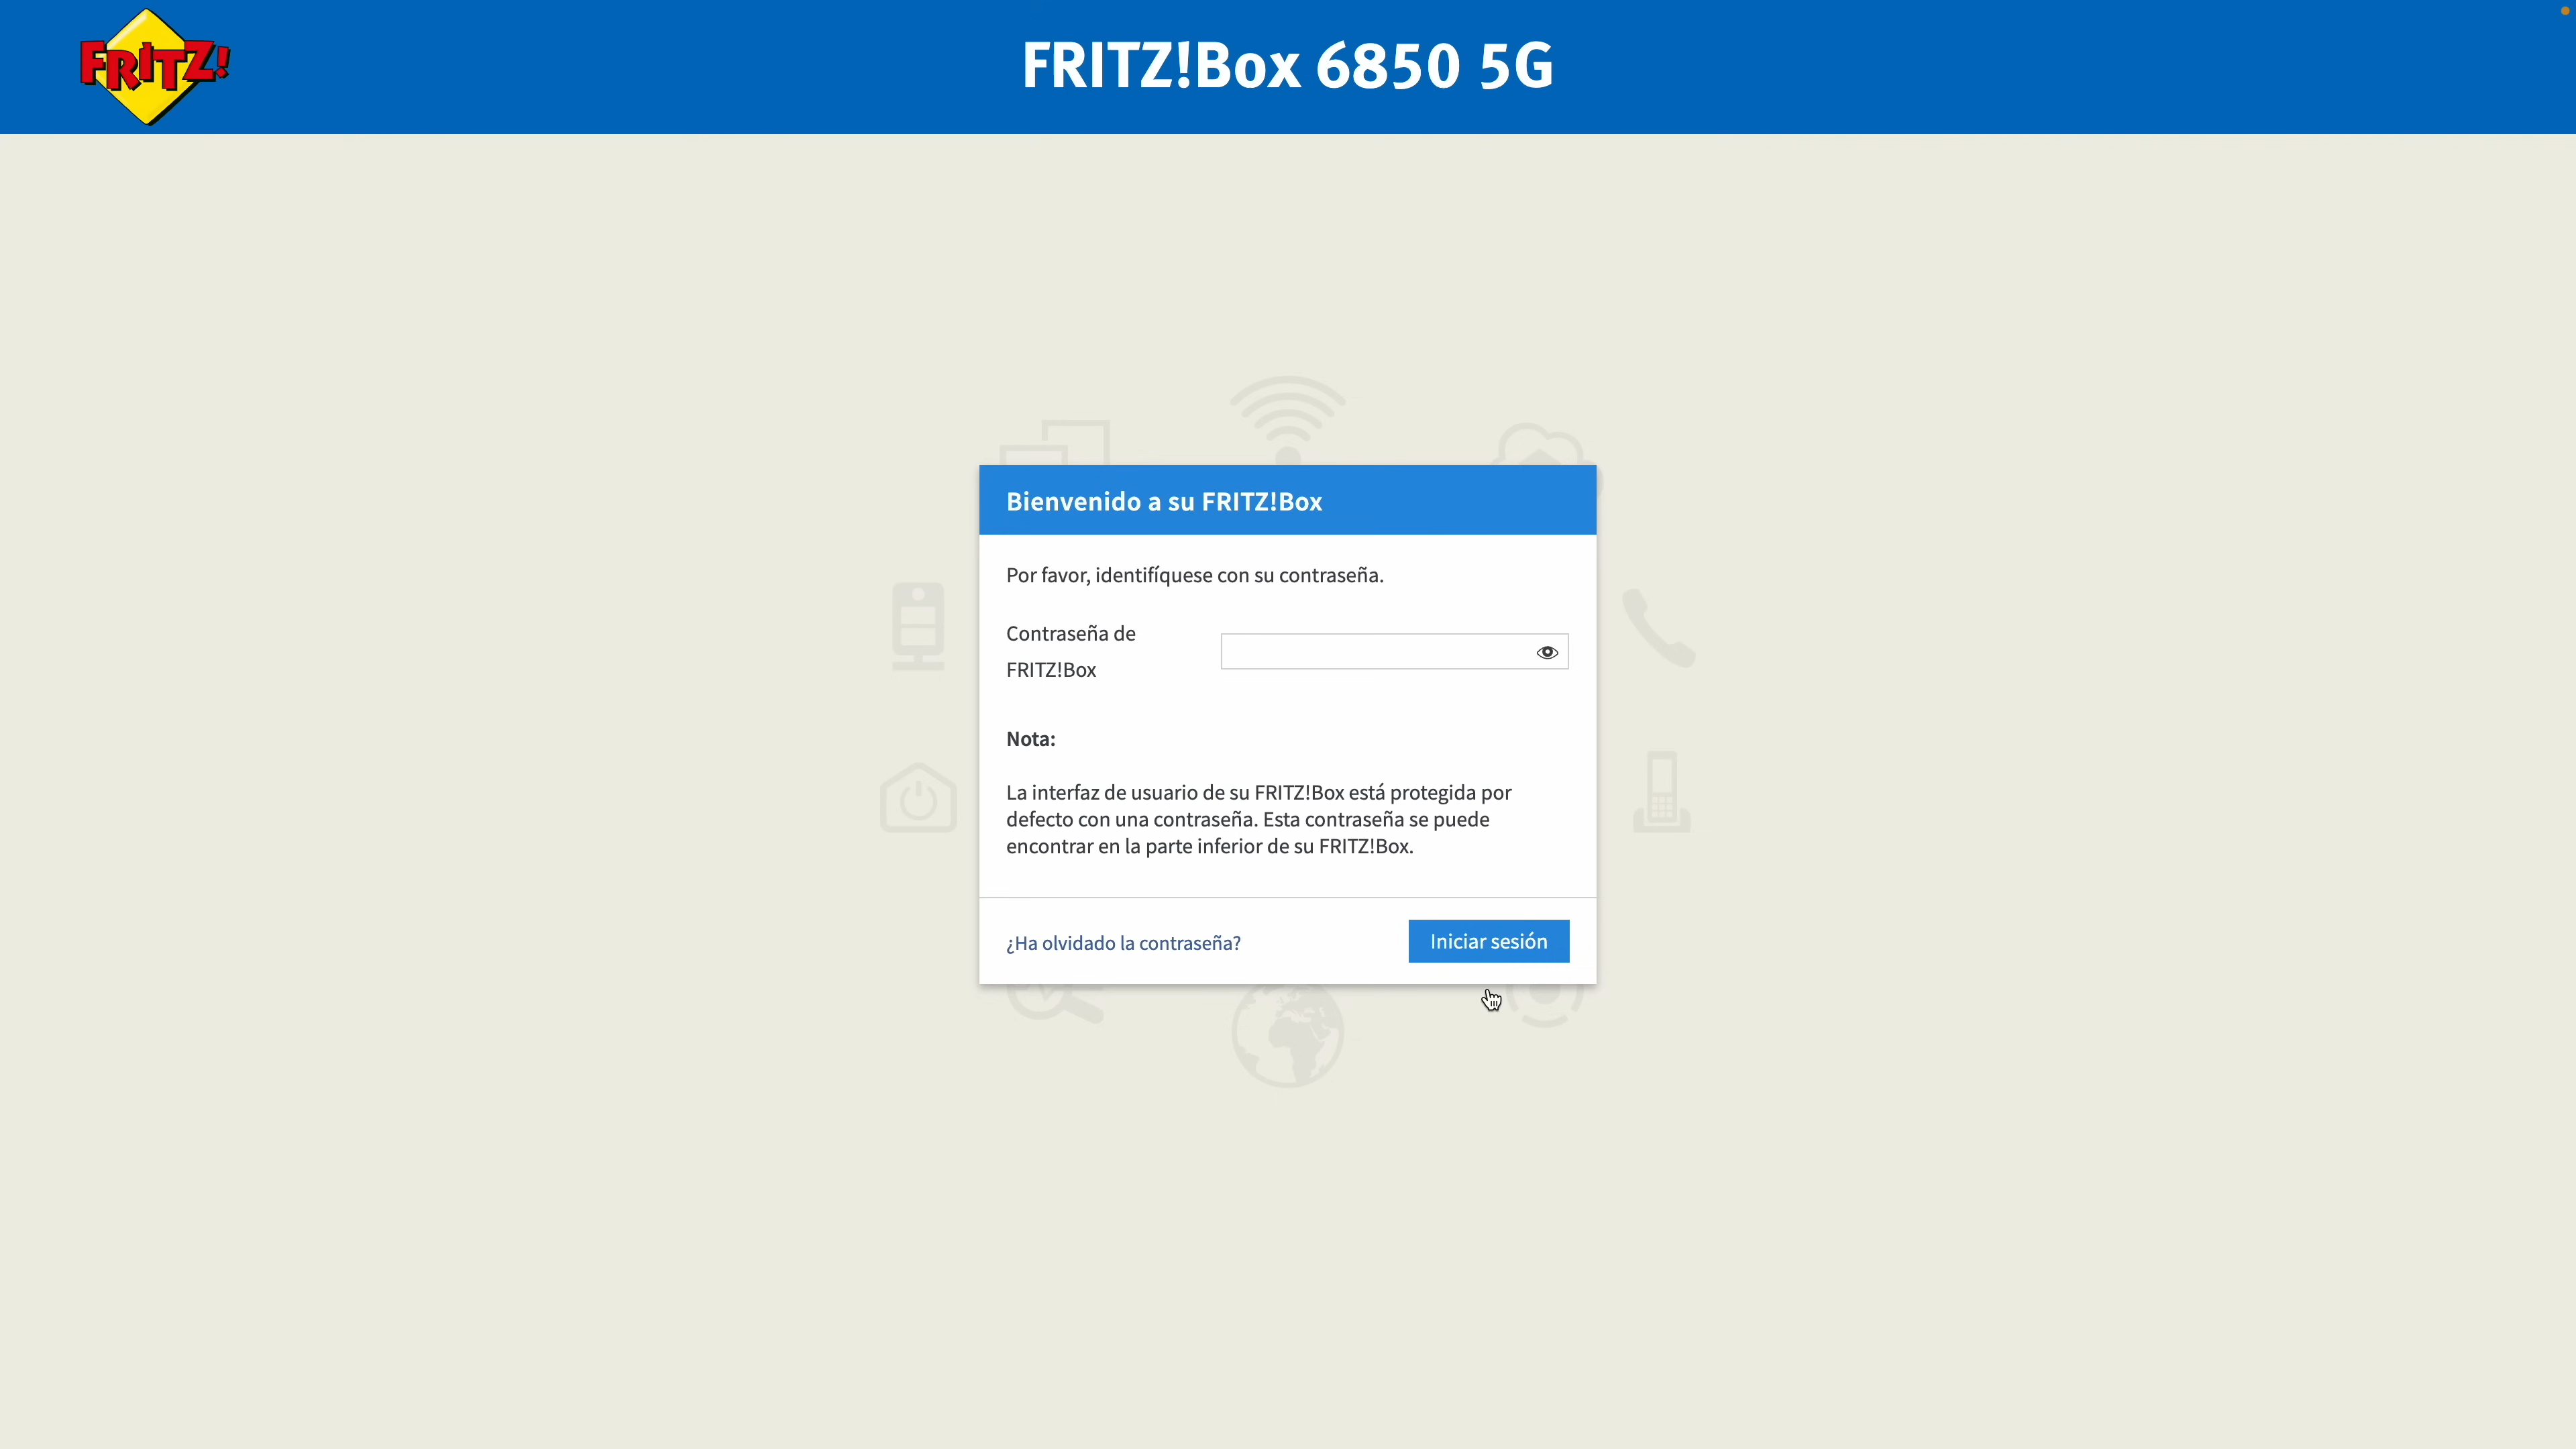 FRITZ!
FRITZ!Box 6850 5G
Bienvenido a su FRITZ!Box
Por favor, identifíquese con su contraseña.
Contraseña de
FRITZ!Box
Nota:
La interfaz de usuario de su FRITZ!Box está protegida por
defecto con una contraseña. Esta contraseña se puede
encontrar en la parte inferior de su FRITZ!Box.
¿Ha olvidado la contraseña?
Iniciar sesión